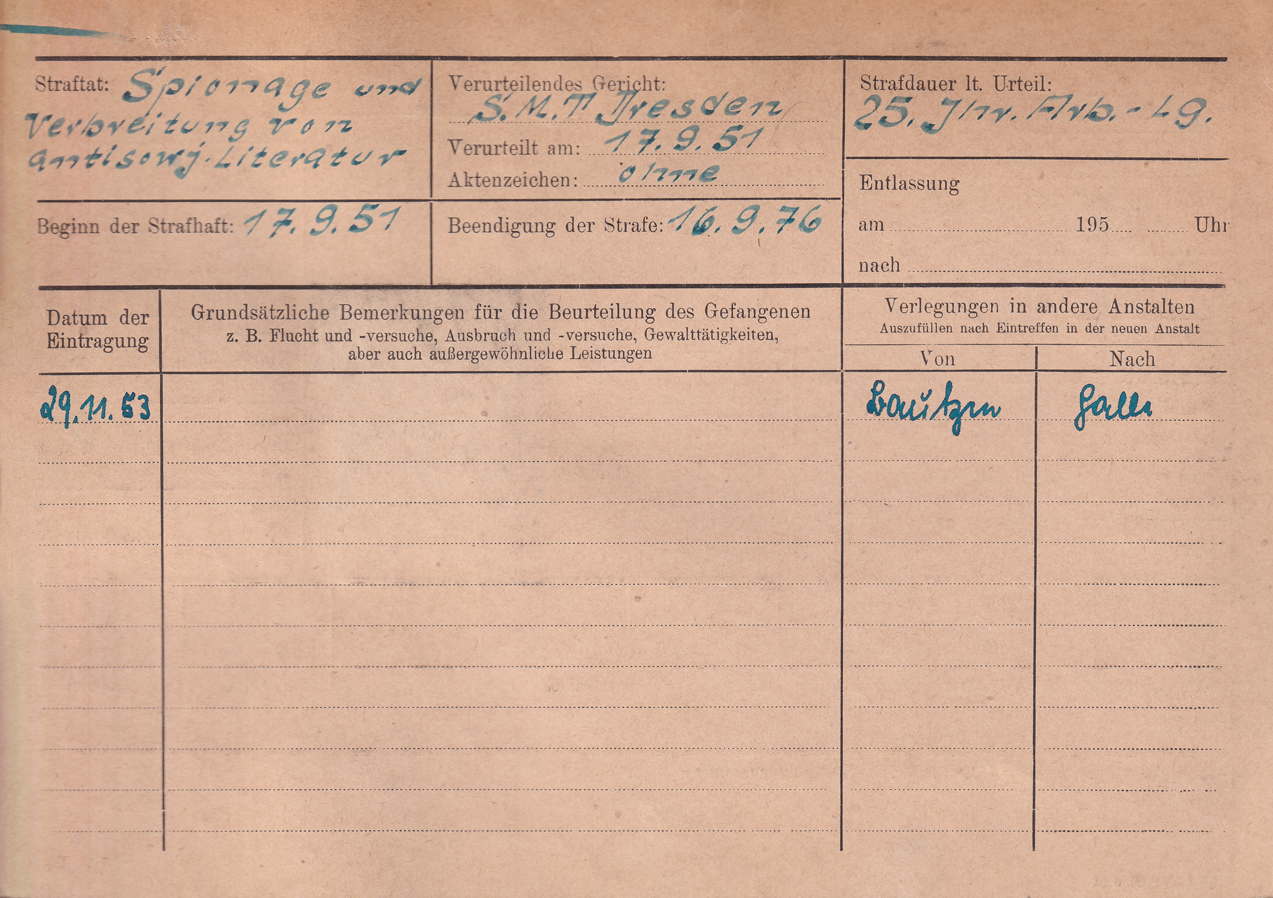 Straftat: Spionage und
Verbreitung von
antisowj. Literatur
Verurteilendes Gericht:
S.M.T Dresden
Verurteilt am: 17.9.51
Aktenzeichen: ohne
Strafdauer lt. Urteil:
25. Jhr. Arb.-Lg.
Beginn der Strafhaft: 17.9.51
Beendigung der Strafe: 16.9.76
Entlassung
am 195 Uhr
nach
Datum der
Eintragung
Grundsätzliche Bemerkungen für die Beurteilung des Gefangenen
z. B. Flucht und -versuche, Ausbruch und -versuche, Gewalttätigkeiten,
aber auch außergewöhnliche Leistungen
Verlegungen in andere Anstalten
Auszufüllen nach Eintreffen in der neuen Anstalt
Von Nach
29.11.53 Bautzen Halle